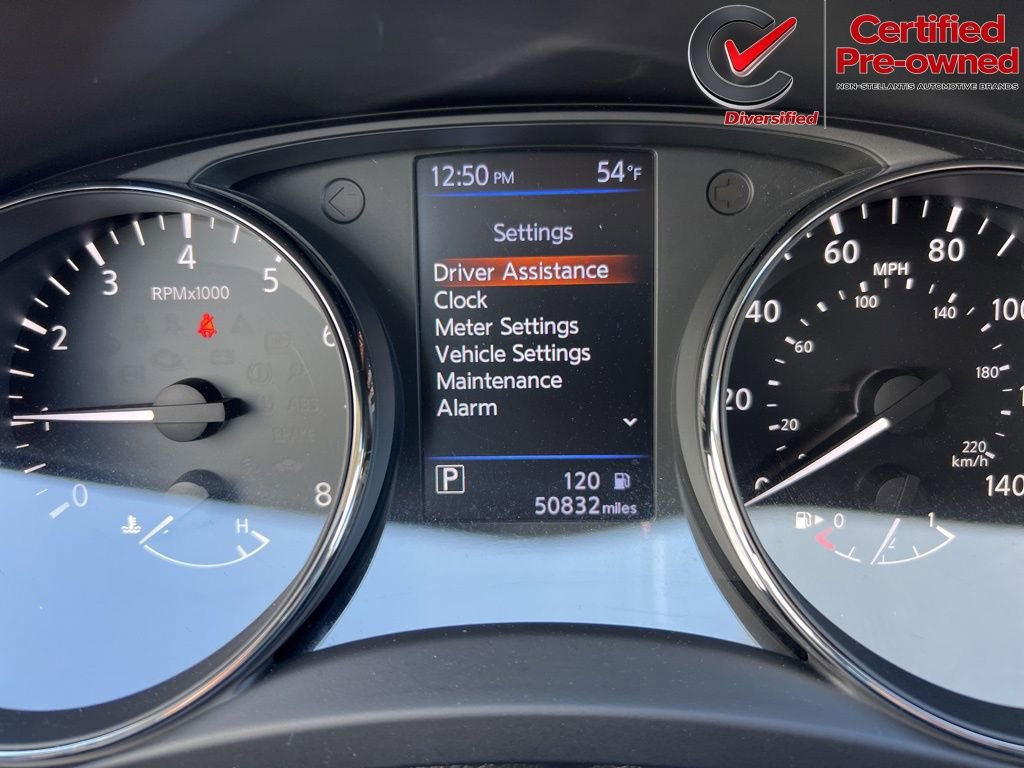 Certified
Pre-owned
NON-STELLANTIS AUTOMOTIVE BRANDS
Diversified
12:50 PM 54°F
Settings
Driver Assistance
Clock
Meter Settings
Vehicle Settings
Maintenance
Alarm
P 120
50832 miles
0 1 2 3 4 5 6 8
RPMx1000
H
0 20 40 60 80 100 140
MPH
20 60 100 140 180 220
km/h
0 1